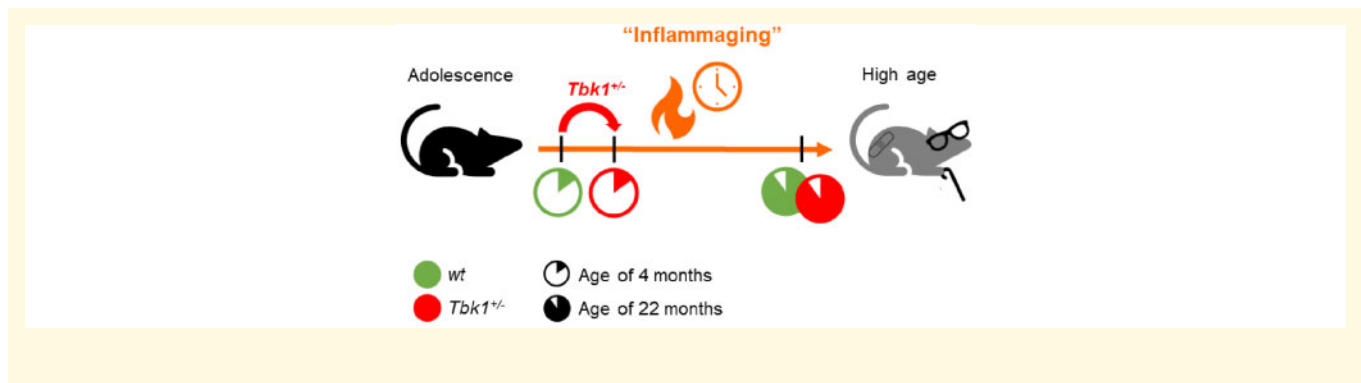 “Inflammaging”
Adolescence
Tbk1+/-
High age
wt
Age of 4 months
Tbk1+/-
Age of 22 months